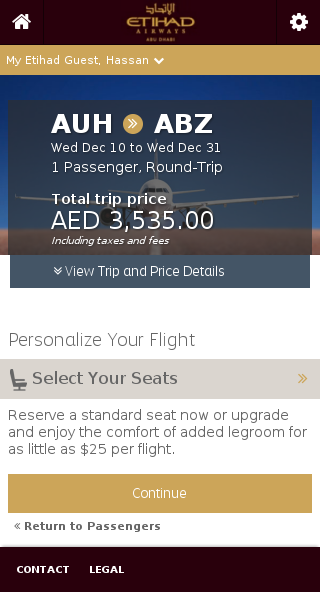 الإتحاد
ETIHAD
AIRWAYS
ABU DHABI
My Etihad Guest, Hassan
AUH ABZ
Wed Dec 10 to Wed Dec 31
1 Passenger, Round-Trip
Total trip price
AED 3,535.00
Including taxes and fees
View Trip and Price Details
Personalize Your Flight
Select Your Seats
Reserve a standard seat now or upgrade
and enjoy the comfort of added legroom for
as little as $25 per flight.
Continue
« Return to Passengers
CONTACT LEGAL